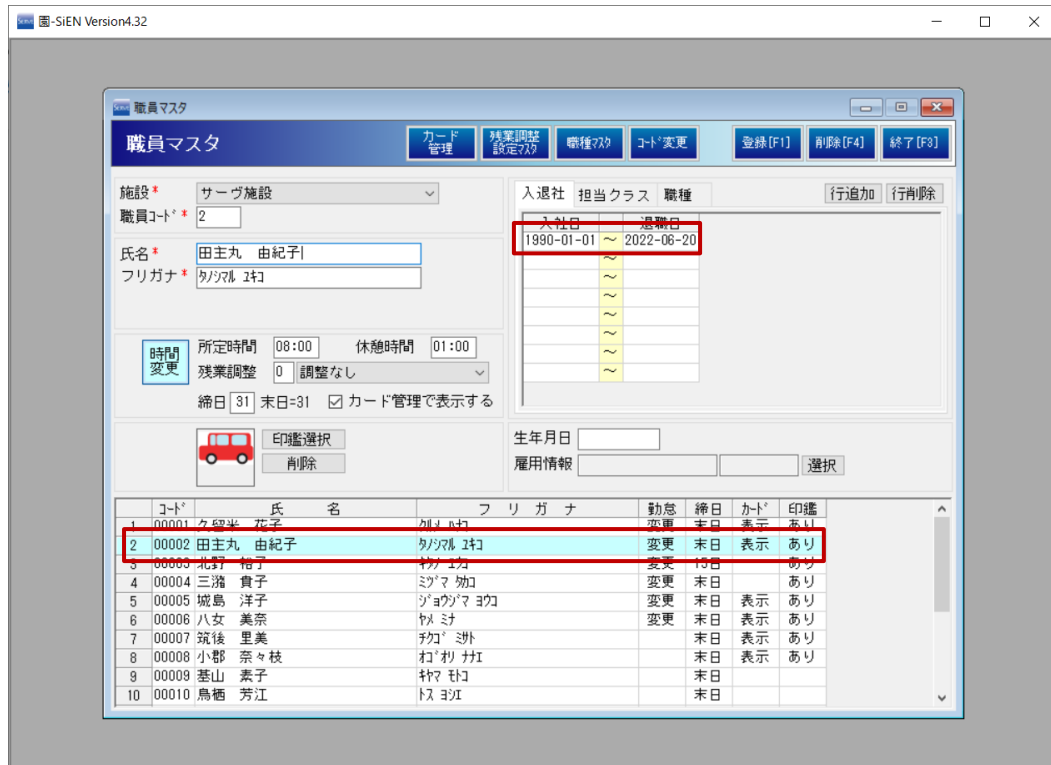 園-SiEN Version4.32
職員マスタ
職員マスタ
カード管理
残業調整設定ﾏｽﾀ
職種ﾏｽﾀ
ｺｰﾄﾞ変更
登録[F1]
削除[F4]
終了[F9]
施設* サーヴ施設
職員ｺｰﾄﾞ* 2
氏名* 田主丸 由紀子
フリガナ* ﾀﾉｼﾏﾙ ﾕｷｺ
入退社 担当クラス 職種 行追加 行削除
入社日 退職日
1990-01-01 ～ 2022-06-20
～
～
～
～
～
～
～
時間変更
所定時間 08:00 休憩時間 01:00
残業調整 0 調整なし
締日 31 末日=31 カード管理で表示する
印鑑選択
削除
生年月日
雇用情報 選択
ｺｰﾄﾞ 氏 名 フ リ ガ ナ 勤怠 締日 ｶｰﾄﾞ 印鑑
1 00001 久留米 花子 ｸﾙﾒ ﾊﾅｺ 変更 末日 表示 あり
2 00002 田主丸 由紀子 ﾀﾉｼﾏﾙ ﾕｷｺ 変更 末日 表示 あり
3 00003 北野 裕子 ｷﾀﾉ ﾕｳｺ 変更 15日 あり
4 00004 三潴 貴子 ﾐﾂﾞﾏ ﾀｶｺ 変更 末日 あり
5 00005 城島 洋子 ｼﾞｮｳｼﾞﾏ ﾖｳｺ 変更 末日 表示 あり
6 00006 八女 美奈 ﾔﾒ ﾐﾅ 変更 末日 表示 あり
7 00007 筑後 里美 ﾁｸｺﾞ ｻﾄﾐ 末日 表示 あり
8 00008 小郡 奈々枝 ｵｺﾞｵﾘ ﾅﾅｴ 末日 表示 あり
9 00009 基山 素子 ｷﾔﾏ ﾓﾄｺ 末日
10 00010 鳥栖 芳江 ﾄｽ ﾖｼｴ 末日